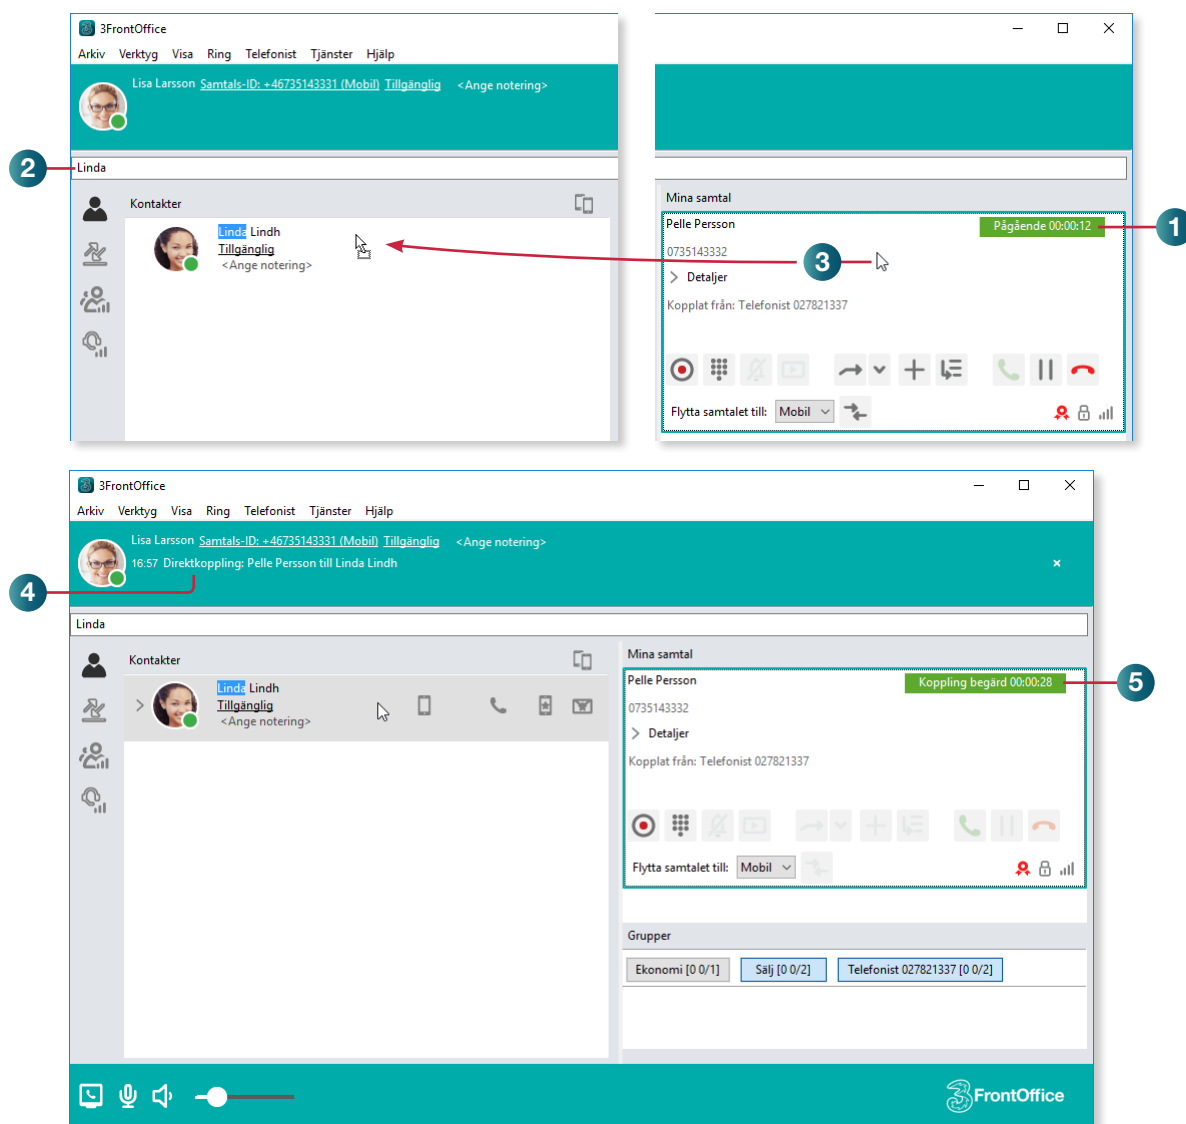 3FrontOffice
Arkiv Verktyg Visa Ring Telefonist Tjänster Hjälp
Lisa Larsson Samtals-ID: +46735143331 (Mobil) Tillgänglig <Ange notering>
2
Linda
Kontakter
Linda Lindh
Tillgänglig
<Ange notering>
Mina samtal
Pelle Persson
Pågående 00:00:12
1
0735143332
3
Detaljer
Kopplat från: Telefonist 027821337
Flytta samtalet till: Mobil
3FrontOffice
Arkiv Verktyg Visa Ring Telefonist Tjänster Hjälp
Lisa Larsson Samtals-ID: +46735143331 (Mobil) Tillgänglig <Ange notering>
16:57 Direktkoppling: Pelle Persson till Linda Lindh
4
Linda
Kontakter
Linda Lindh
Tillgänglig
<Ange notering>
Mina samtal
Pelle Persson
Koppling begärd 00:00:28
5
0735143332
Detaljer
Kopplat från: Telefonist 027821337
Flytta samtalet till: Mobil
Grupper
Ekonomi [0 0/1] Sälj [0 0/2] Telefonist 027821337 [0 0/2]
3FrontOffice